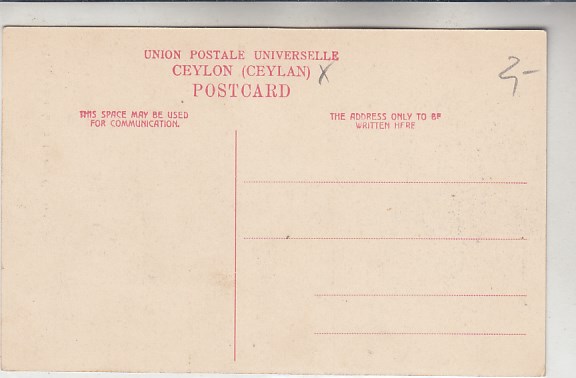 UNION POSTALE UNIVERSELLE
CEYLON (CEYLAN) X
POSTCARD
2,-
THIS SPACE MAY BE USED
FOR COMMUNICATION.
THE ADDRESS ONLY TO BE
WRITTEN HERE